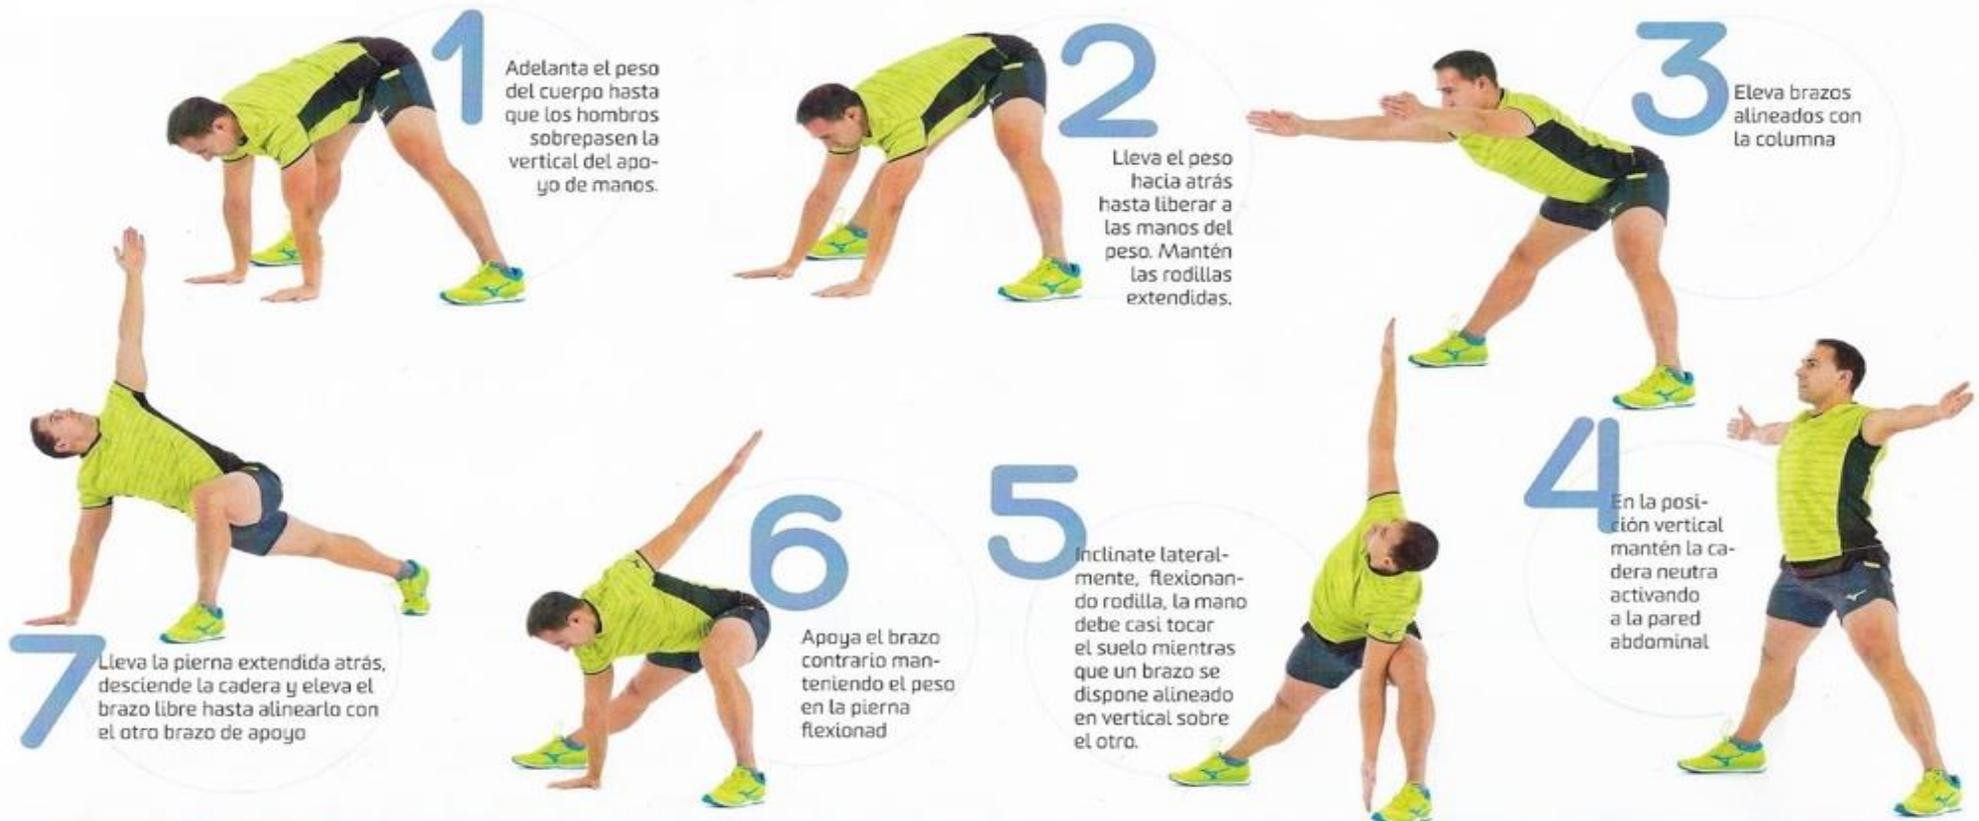 1
Adelanta el peso
del cuerpo hasta
que los hombros
sobrepasen la
vertical del apo-
yo de manos.
2
Lleva el peso
hacia atrás
hasta liberar a
las manos del
peso. Mantén
las rodillas
extendidas.
3
Eleva brazos
alineados con
la columna
4
En la posi-
ción vertical
mantén la ca-
dera neutra
activando
a la pared
abdominal
5
Inclinate lateral-
mente, flexionan-
do rodilla, la mano
debe casi tocar
el suelo mientras
que un brazo se
dispone alineado
en vertical sobre
el otro.
6
Apoya el brazo
contrario man-
teniendo el peso
en la pierna
flexionad
7
Lleva la pierna extendida atrás,
desciende la cadera y eleva el
brazo libre hasta alinearlo con
el otro brazo de apoyo